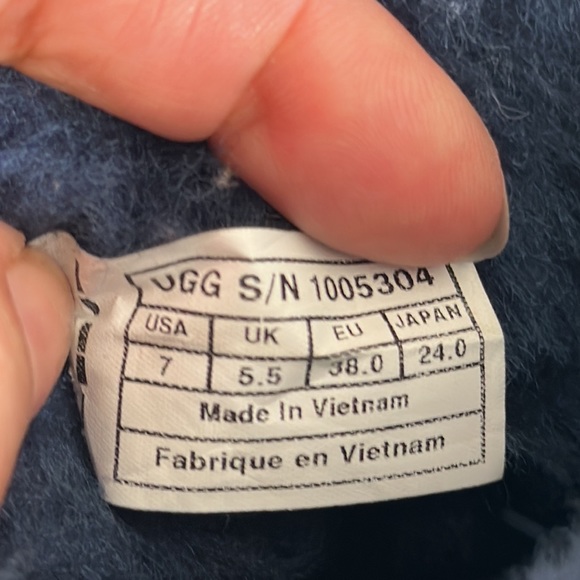 UGG S/N 1005304
USA UK EU JAPAN
7 5.5 38.0 24.0
Made In Vietnam
Fabrique en Vietnam